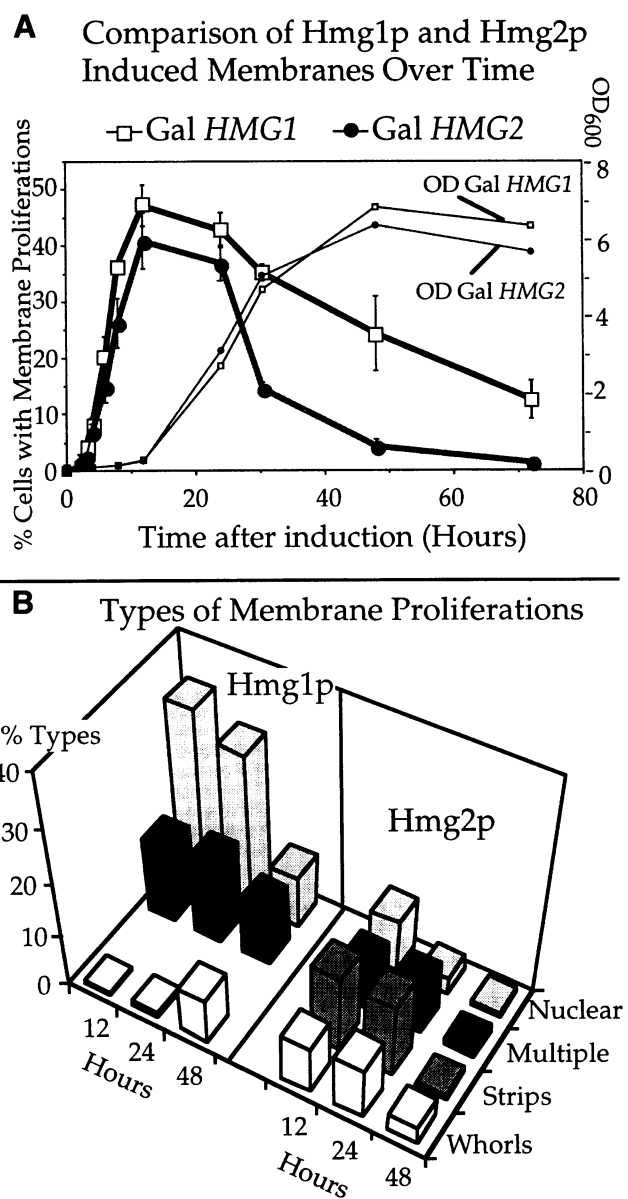 A
Comparison of Hmg1p and Hmg2p
Induced Membranes Over Time
Gal HMG1 Gal HMG2
OD600
% Cells with Membrane Proliferations
50
40
30
20
10
0
8
6
4
2
0
OD Gal HMG1
OD Gal HMG2
0 20 40 60 80
Time after induction (Hours)
B
Types of Membrane Proliferations
Hmg1p
% Types
40
30
20
10
0
Hmg2p
12
24
48
Hours
12
24
48
Hours
Nuclear
Multiple
Strips
Whorls